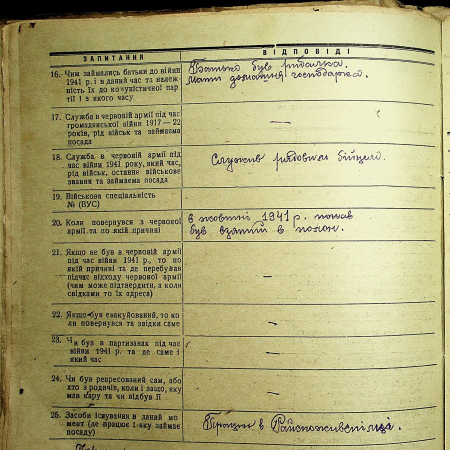 ЗАПИТАННЯ
ВІДПОВІДІ
16. Чим займались батьки до війни
1941 р. і в даний час та належ-
ність їх до комуністичної пар-
тії і з якого часу
Батько був рибалка.
мати домашня господарка.
17. Служба в червоній армії під час
громадянської війни 1917—22
років, рід військ та займаєма
посада
—
18. Служба в червоній армії під
час війни 1941 року, який час,
рід військ, останнє військове
звання та займаєма посада
Служив рядовим бійцем.
19. Військова спеціальність
№ (ВУС)
20. Коли повернувся з червоної
армії та по якій причині
в жовтні 1941 р. попав
був взятий в полон.
21. Якщо не був в червоній армії
під час війни 1941 р., то по
якій причині та де перебував
під час відходу червоної армії
(чим може підтвердити, а коли
свідками то їх адреса)
—
22. Якщо був евакуйований, то ко
ли повернувся та звідки саме
—
23. Чи був в партизанах під час
війни 1941 р. та де саме і
який час
—
24. Чи був репресований сам, або
хто з родичів, коли і защо, яку
мав кару та чи відбув її
—
25. Засоби існування в даний мо
мент (де працює і яку займає
посаду)
Працює в Райспоживспілці.